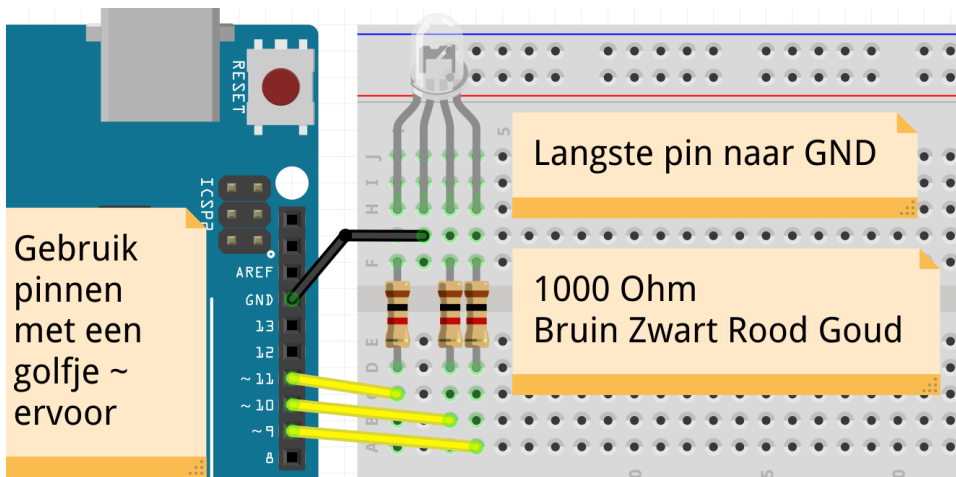 RESET
ICSP2
AREF
GND
13
12
~11
~10
~9
8
Gebruik
pinnen
met een
golfje ~
ervoor
5
J
I
H
F
E
D
C
B
A
Langste pin naar GND
1000 Ohm
Bruin Zwart Rood Goud